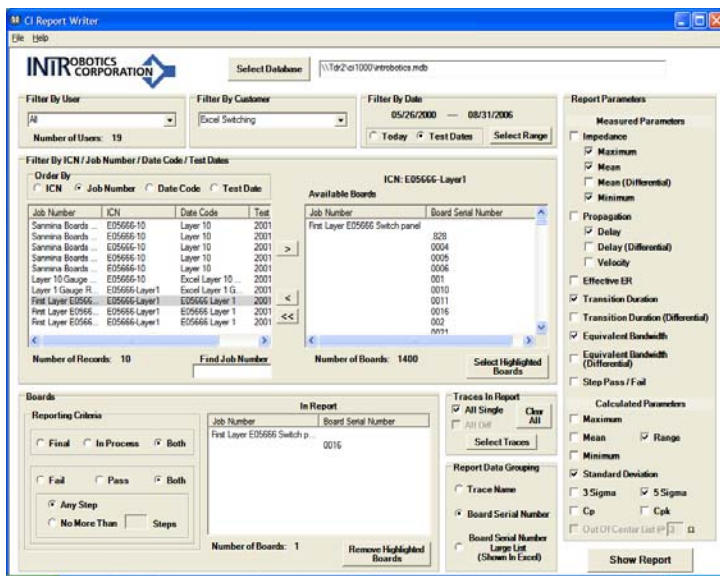 CI Report Writer
File Help
INTROBOTICS CORPORATION
Select Database
\\Tdr2\ci1000\introbotics.mdb
Filter By User
All
Number of Users: 19
Filter By Customer
Excel Switching
Filter By Date
05/26/2000 — 08/31/2006
Today Test Dates Select Range
Filter By ICN / Job Number / Date Code / Test Dates
Order By
ICN Job Number Date Code Test Date
Job Number ICN Date Code Test
Sanmina Boards ... E05666-10 Layer 10 2001
Sanmina Boards ... E05666-10 Layer 10 2001
Sanmina Boards ... E05666-10 Layer 10 2001
Sanmina Boards ... E05666-10 Layer 10 2001
Sanmina Boards ... E05666-10 Layer 10 2001
Layer 10 Gauge ... E05666-10 Excel Layer 10 ... 2001
Layer 1 Gauge R... E05666-Layer1 Excel Layer 1 G... 2001
First Layer E0566... E05666-Layer1 E05666 Layer 1 2001
First Layer E0566... E05666-Layer1 E05666 Layer 1 2001
First Layer E0566... E05666-Layer1 E05666 Layer 1 2001
Number of Records: 10
Find Job Number
>
<
<<
ICN: E05666-Layer1
Available Boards
Job Number Board Serial Number
First Layer E05666 Switch panel
.828
0004
0005
0006
001
0010
0011
0016
002
0021
Number of Boards: 1400
Select Highlighted Boards
Boards
Reporting Criteria
Final In Process Both
Fail Pass Both
Any Step
No More Than Steps
In Report
Job Number Board Serial Number
First Layer E05666 Switch p...
0016
Number of Boards: 1
Remove Highlighted Boards
Traces In Report
All Single
All Diff
Clear All
Select Traces
Report Data Grouping
Trace Name
Board Serial Number
Board Serial Number Large List (Shown In Excel)
Report Parameters
Measured Parameters
Impedance
Maximum
Mean
Mean (Differential)
Minimum
Propagation
Delay
Delay (Differential)
Velocity
Effective ER
Transition Duration
Transition Duration (Differential)
Equivalent Bandwidth
Equivalent Bandwidth (Differential)
Step Pass / Fail
Calculated Parameters
Maximum
Mean Range
Minimum
Standard Deviation
3 Sigma 5 Sigma
Cp Cpk
Out Of Center List @ 3 Ω
Show Report